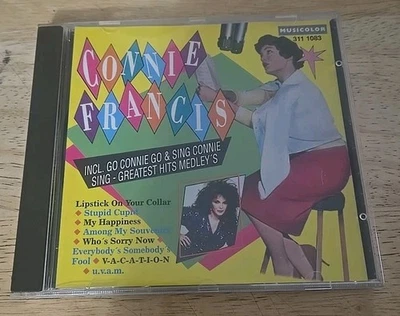 MUSICOLOR
311 1083
CONNIE
FRANCIS
INCL. GO CONNIE GO & SING CONNIE
SING - GREATEST HITS MEDLEY'S
Lipstick On Your Collar
Stupid Cupid
My Happiness
Among My Souvenirs
Who's Sorry Now
Everybody's Somebody's
Fool V-A-C-A-T-I-O-N
u.v.a.m.